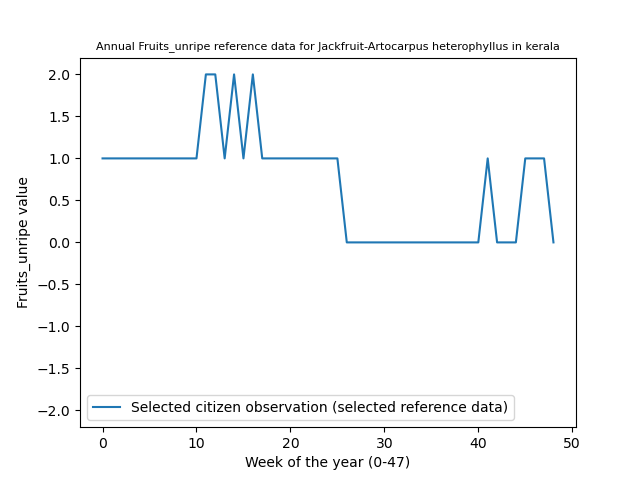 Annual Fruits_unripe reference data for Jackfruit-Artocarpus heterophyllus in kerala
2.0
1.5
1.0
0.5
0.0
−0.5
−1.0
−1.5
−2.0
Fruits_unripe value
Selected citizen observation (selected reference data)
0 10 20 30 40 50
Week of the year (0-47)